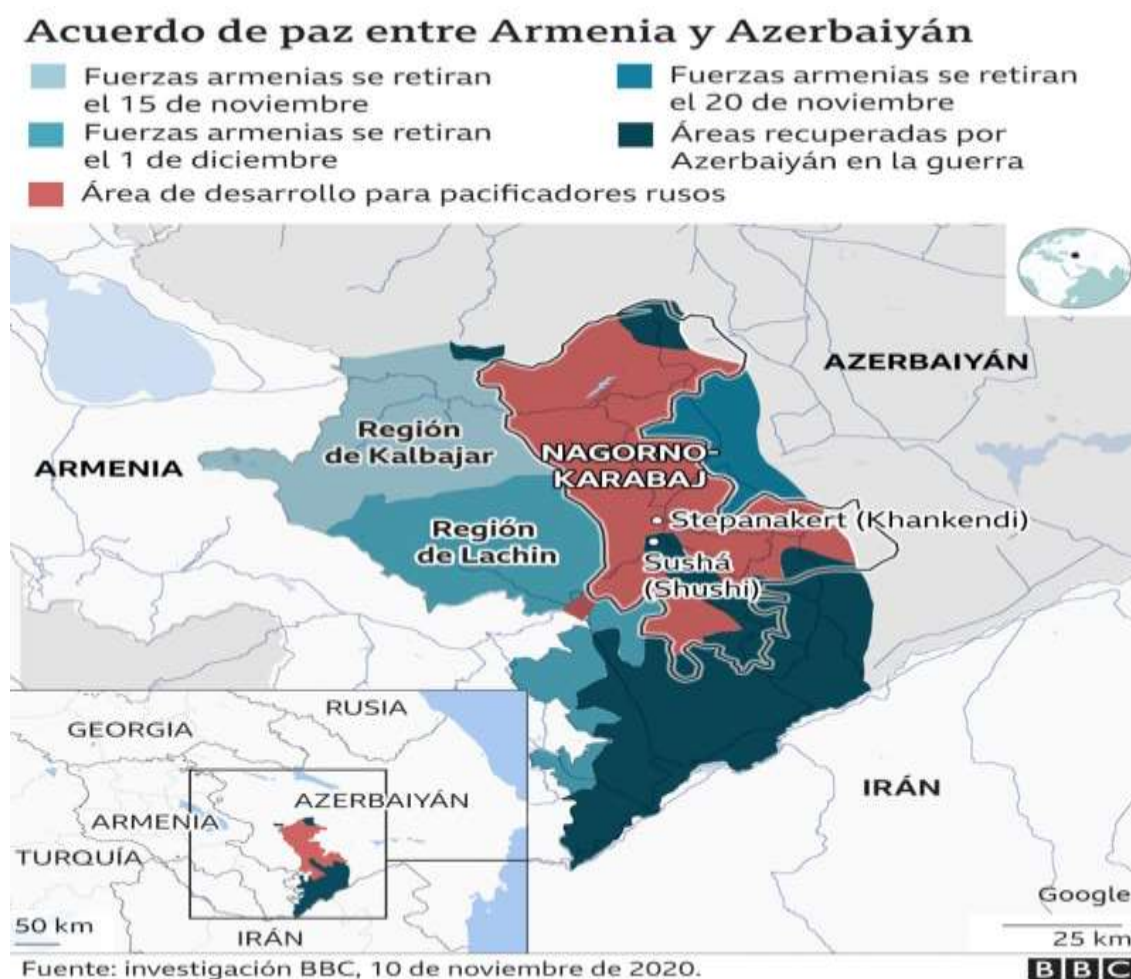 Acuerdo de paz entre Armenia y Azerbaiyán
Fuerzas armenias se retiran
el 15 de noviembre
Fuerzas armenias se retiran
el 20 de noviembre
Fuerzas armenias se retiran
el 1 de diciembre
Áreas recuperadas por
Azerbaiyán en la guerra
Área de desarrollo para pacificadores rusos
AZERBAIYÁN
ARMENIA
Región
de Kalbajar
NAGORNO-
KARABAJ
Región
de Lachin
Stepanakert (Khankendi)
Sushá
(Shushi)
IRÁN
RUSIA
GEORGIA
AZERBAIYÁN
ARMENIA
TURQUÍA
IRÁN
50 km
Google
25 km
Fuente: investigación BBC, 10 de noviembre de 2020.
BBC